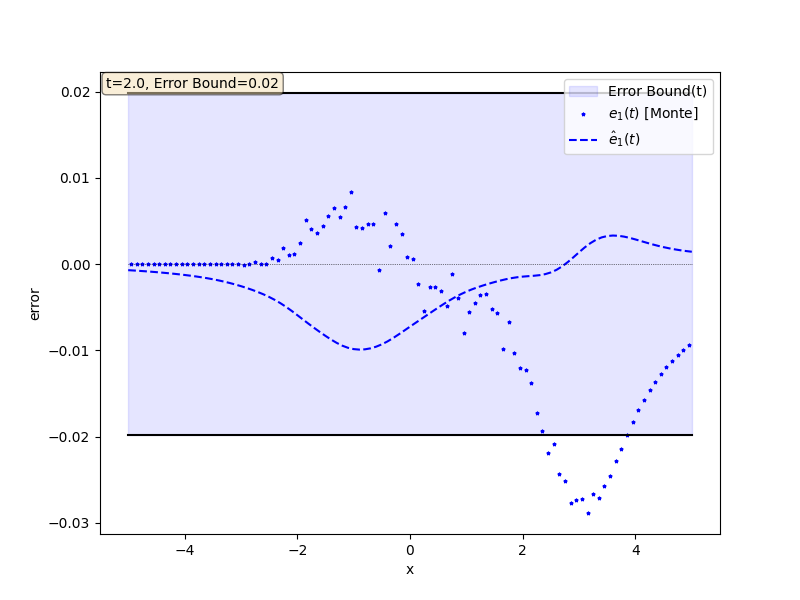 t=2.0, Error Bound=0.02
Error Bound(t)
e₁(t) [Monte]
ê₁(t)
0.02
0.01
0.00
−0.01
−0.02
−0.03
error
−4
−2
0
2
4
x